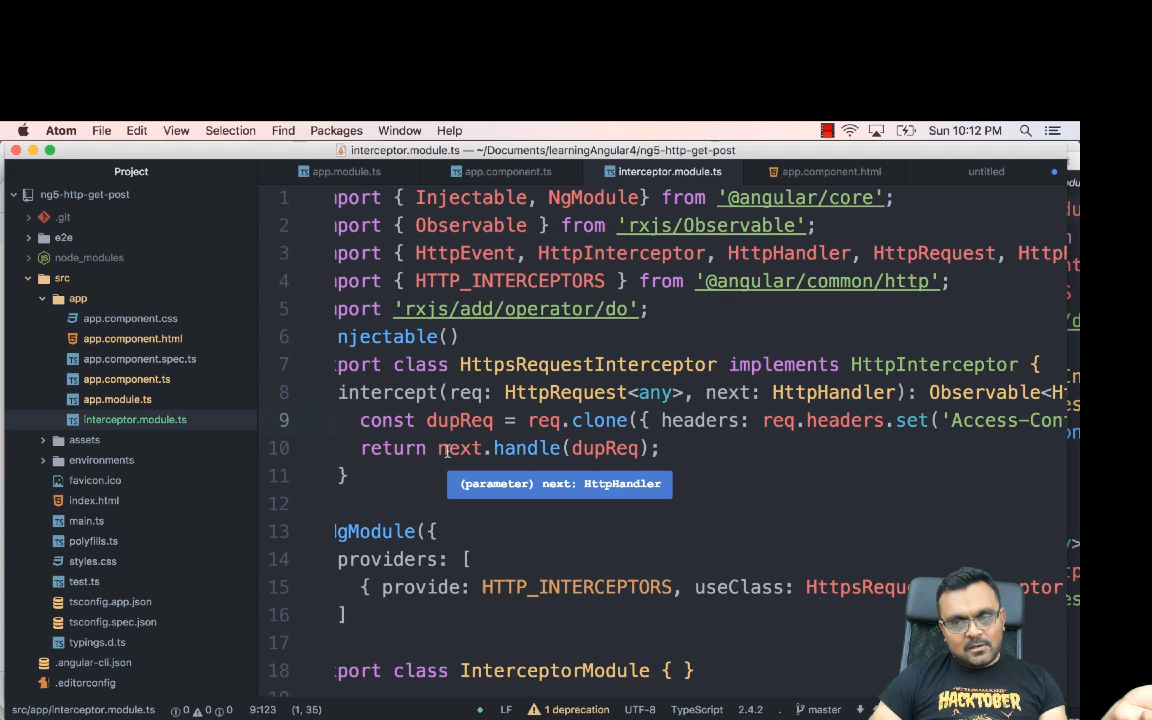 Atom File Edit View Selection Find Packages Window Help Sun 10:12 PM
interceptor.module.ts — ~/Documents/learningAngular4/ng5-http-get-post
Project app.module.ts app.component.ts interceptor.module.ts app.component.html untitled
ng5-http-get-post
.git
e2e
node_modules
src
app
app.component.css
app.component.html
app.component.spec.ts
app.component.ts
app.module.ts
interceptor.module.ts
assets
environments
favicon.ico
index.html
main.ts
polyfills.ts
styles.css
test.ts
tsconfig.app.json
tsconfig.spec.json
typings.d.ts
.angular-cli.json
.editorconfig
1 mport { Injectable, NgModule} from '@angular/core';
2 mport { Observable } from 'rxjs/Observable';
3 mport { HttpEvent, HttpInterceptor, HttpHandler, HttpRequest, Http
4 mport { HTTP_INTERCEPTORS } from '@angular/common/http';
5 mport 'rxjs/add/operator/do';
6 njectable()
7 port class HttpsRequestInterceptor implements HttpInterceptor {
8 intercept(req: HttpRequest<any>, next: HttpHandler): Observable<H
9 const dupReq = req.clone({ headers: req.headers.set('Access-Con
10 return next.handle(dupReq);
(parameter) next: HttpHandler
11 }
12
13 NgModule({
14 providers: [
15 { provide: HTTP_INTERCEPTORS, useClass: HttpsReque ptor
16 ]
17
18 port class InterceptorModule { }
HACKTOBER
src/app/interceptor.module.ts 0 0 0 9:123 (1, 35) LF 1 deprecation UTF-8 TypeScript 2.4.2 master